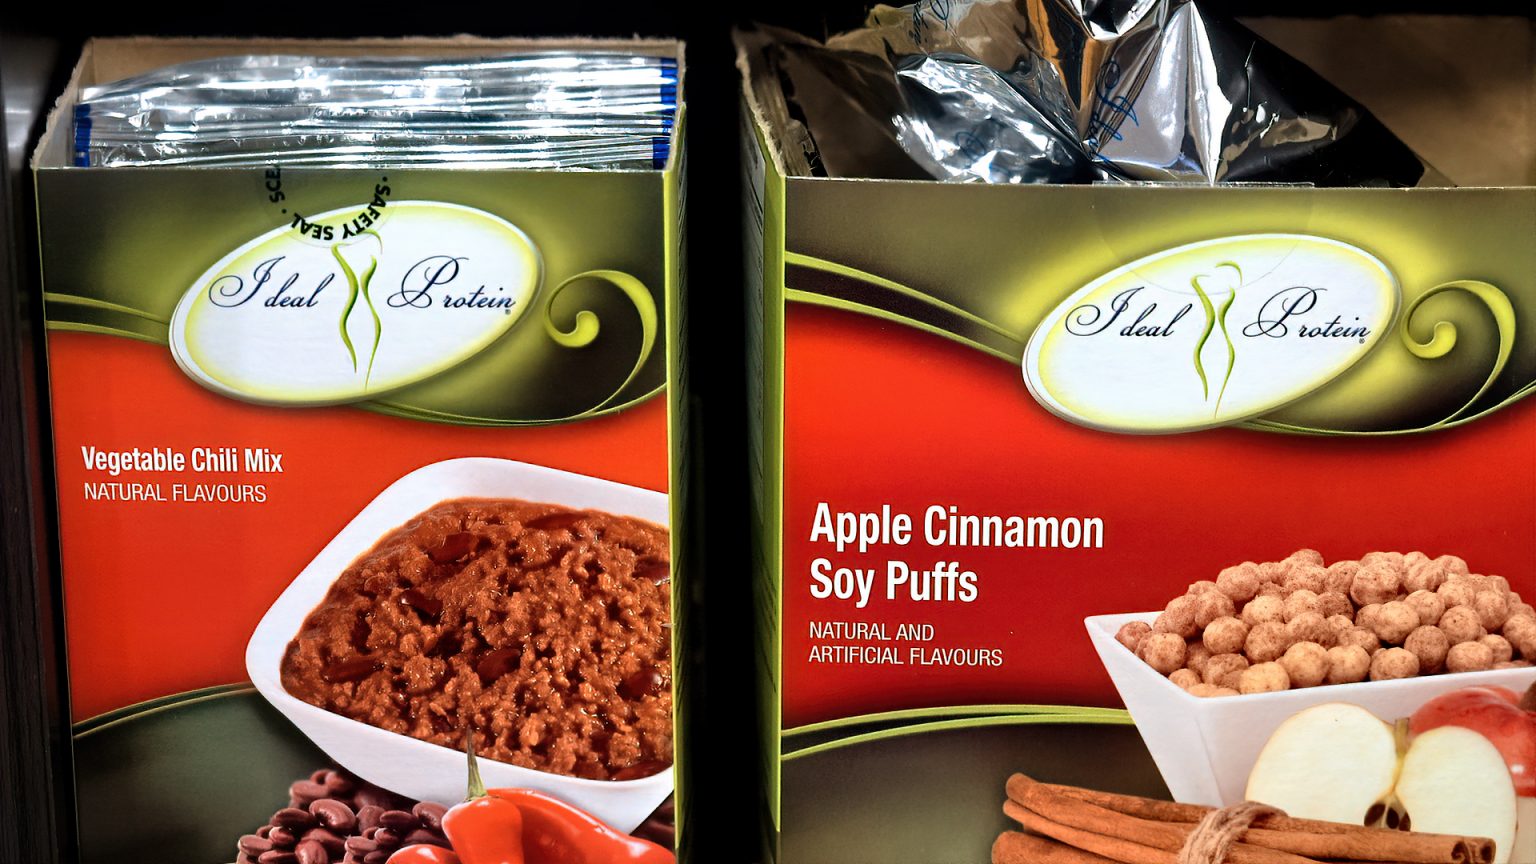 · SAFETY SEAL · SCE
Ideal Protein®
Vegetable Chili Mix
NATURAL FLAVOURS
Ideal Protein®
Apple Cinnamon
Soy Puffs
NATURAL AND
ARTIFICIAL FLAVOURS